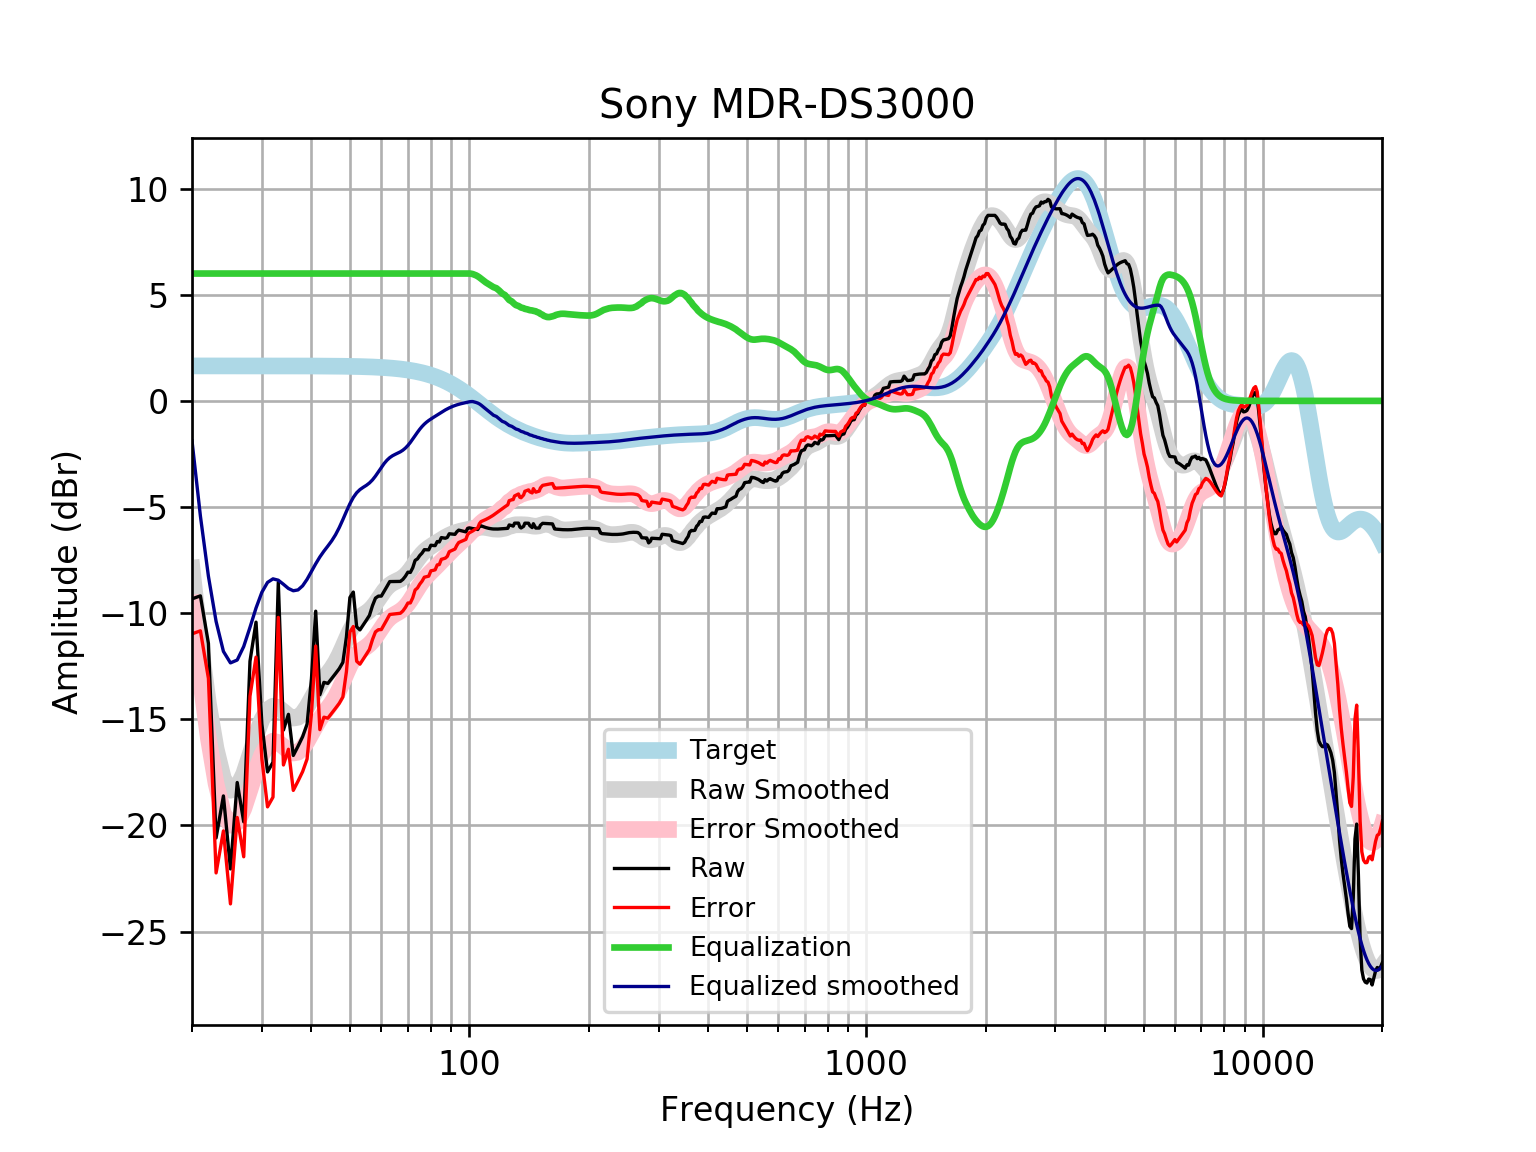 Sony MDR-DS3000
10
5
0
−5
−10
−15
−20
−25
Amplitude (dBr)
Target
Raw Smoothed
Error Smoothed
Raw
Error
Equalization
Equalized smoothed
100
1000
10000
Frequency (Hz)